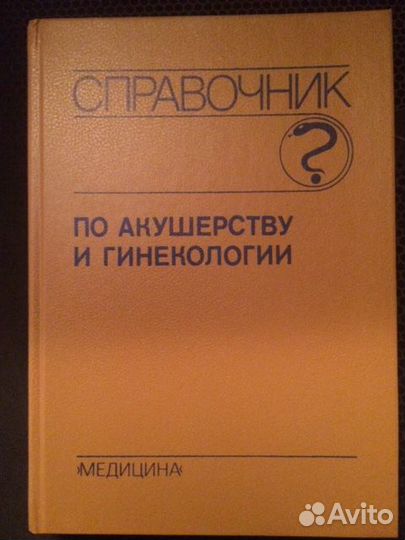 СПРАВОЧНИК
?
ПО АКУШЕРСТВУ
И ГИНЕКОЛОГИИ
›МЕДИЦИНА‹
Avito